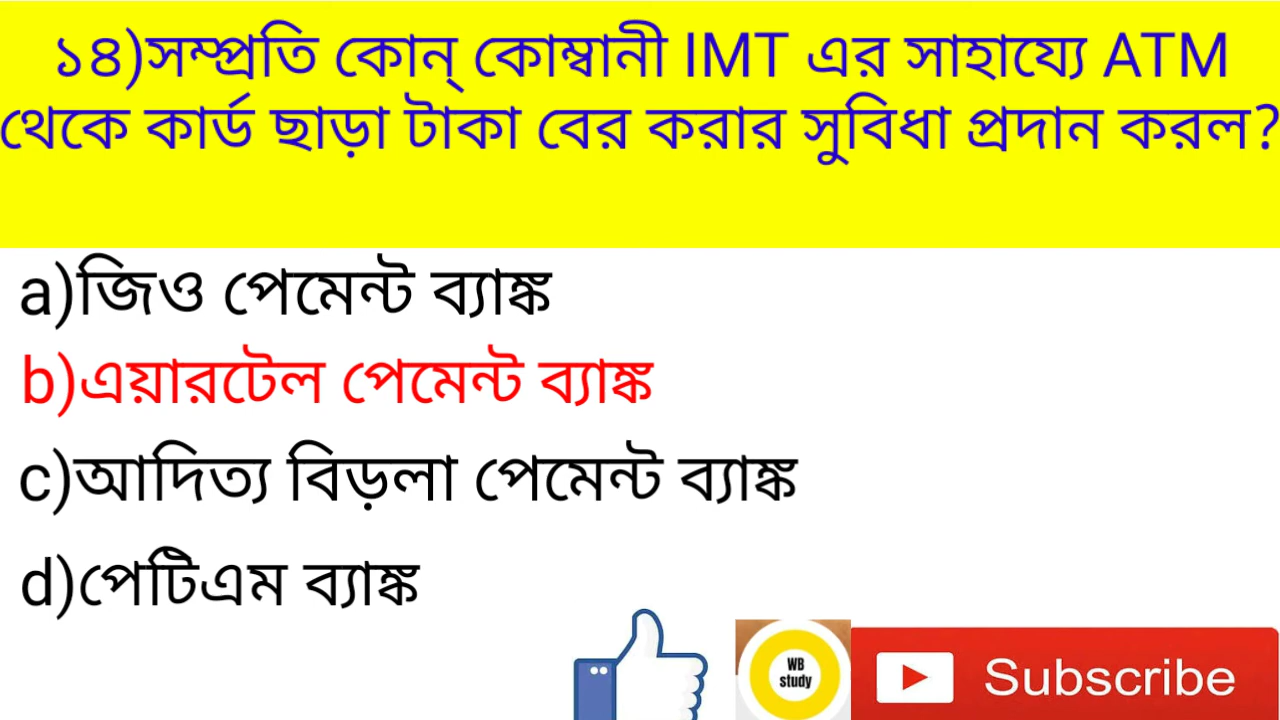 ১৪)সম্প্রতি কোন্ কোম্বানী IMT এর সাহায্যে ATM
থেকে কার্ড ছাড়া টাকা বের করার সুবিধা প্রদান করল?
a)জিও পেমেন্ট ব্যাঙ্ক
b)এয়ারটেল পেমেন্ট ব্যাঙ্ক
c)আদিত্য বিড়লা পেমেন্ট ব্যাঙ্ক
d)পেটিএম ব্যাঙ্ক
WB
study
Subscribe